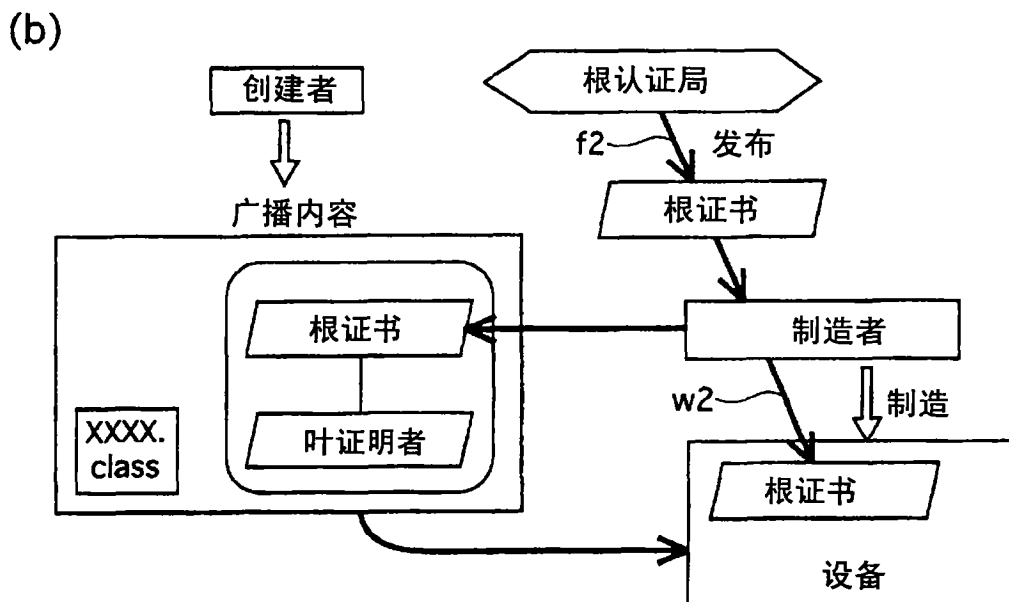 (b)
创建者
根认证局
f2
发布
广播内容
根证书
根证书
制造者
w2
制造
XXXX.
class
叶证明者
根证书
设备